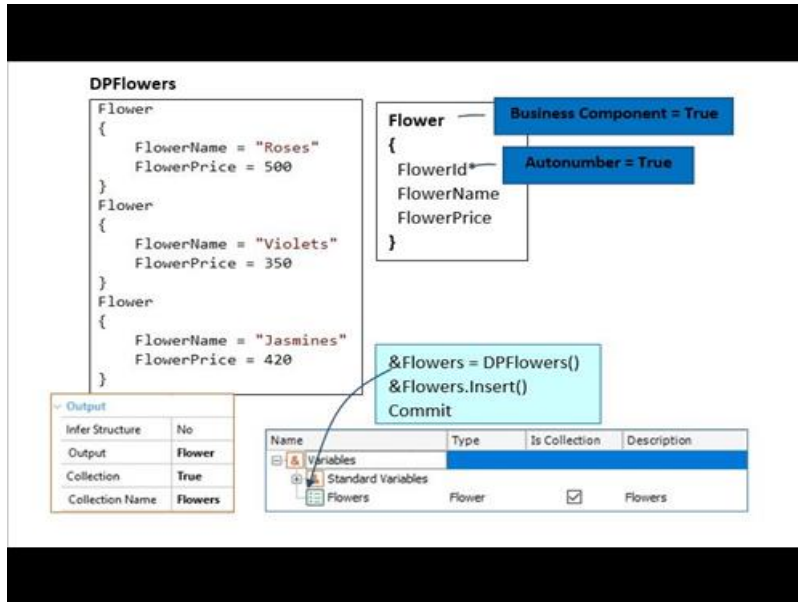 DPFlowers
Flower
{
FlowerName = "Roses"
FlowerPrice = 500
}
Flower
{
FlowerName = "Violets"
FlowerPrice = 350
}
Flower
{
FlowerName = "Jasmines"
FlowerPrice = 420
}
Flower
{
FlowerId
FlowerName
FlowerPrice
}
Business Component = True
Autonumber = True
&Flowers = DPFlowers()
&Flowers.Insert()
Commit
Output
Infer Structure No
Output Flower
Collection True
Collection Name Flowers
Name Type Is Collection Description
& Variables
& Standard Variables
Flowers Flower Flowers